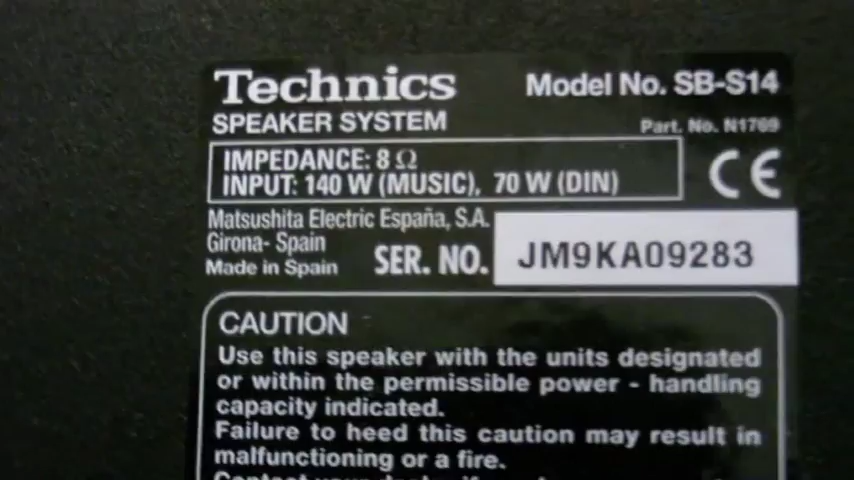 Technics Model No. SB-S14
SPEAKER SYSTEM Part. No. N1769
IMPEDANCE: 8 Ω
INPUT: 140 W (MUSIC), 70 W (DIN)
CE
Matsushita Electric España, S.A.
Girona- Spain
Made in Spain SER. NO. JM9KA09283
CAUTION
Use this speaker with the units designated
or within the permissible power - handling
capacity indicated.
Failure to heed this caution may result in
malfunctioning or a fire.